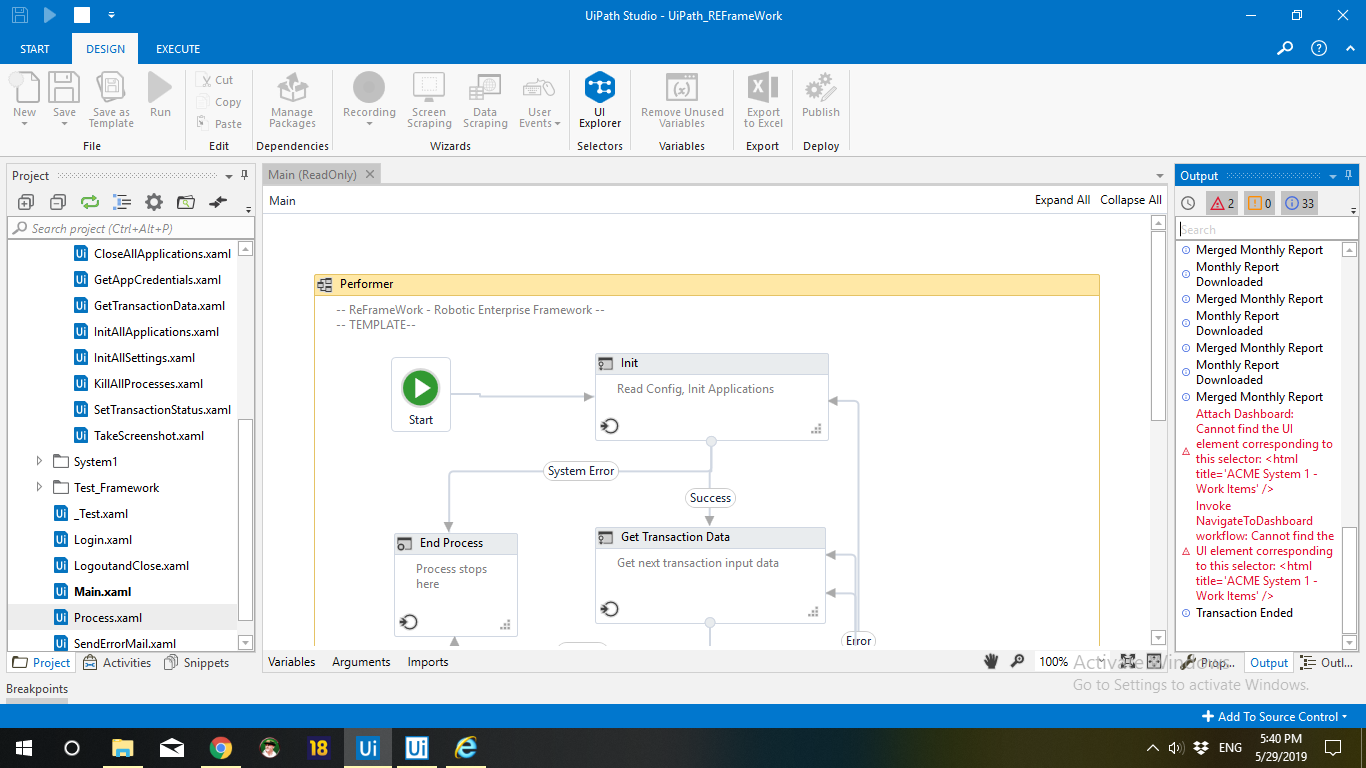 UiPath Studio - UiPath_REFrameWork
START
DESIGN
EXECUTE
New
Save
Save as
Template
Run
File
Cut
Copy
Paste
Edit
Manage
Packages
Dependencies
Recording
Screen
Scraping
Data
Scraping
User
Events
Wizards
UI
Explorer
Selectors
Remove Unused
Variables
Variables
Export
to Excel
Export
Publish
Deploy
Project
Search project (Ctrl+Alt+P)
CloseAllApplications.xaml
GetAppCredentials.xaml
GetTransactionData.xaml
InitAllApplications.xaml
InitAllSettings.xaml
KillAllProcesses.xaml
SetTransactionStatus.xaml
TakeScreenshot.xaml
System1
Test_Framework
_Test.xaml
Login.xaml
LogoutandClose.xaml
Main.xaml
Process.xaml
SendErrorMail.xaml
Project
Activities
Snippets
Breakpoints
Main (ReadOnly)
Main
Expand All
Collapse All
Performer
-- ReFrameWork - Robotic Enterprise Framework --
-- TEMPLATE--
Start
Init
Read Config, Init Applications
System Error
Success
End Process
Process stops
here
Get Transaction Data
Get next transaction input data
Error
Variables
Arguments
Imports
100%
Output
2
0
33
Search
Merged Monthly Report
Monthly Report
Downloaded
Merged Monthly Report
Monthly Report
Downloaded
Merged Monthly Report
Monthly Report
Downloaded
Merged Monthly Report
Attach Dashboard:
Cannot find the UI
element corresponding to
this selector: <html
title='ACME System 1 -
Work Items' />
Invoke
NavigateToDashboard
workflow: Cannot find the
UI element corresponding
to this selector: <html
title='ACME System 1 -
Work Items' />
Transaction Ended
Prop...
Output
Outl...
Activate Windows
Go to Settings to activate Windows.
Add To Source Control
18
Ui
Ui
ENG
5:40 PM
5/29/2019